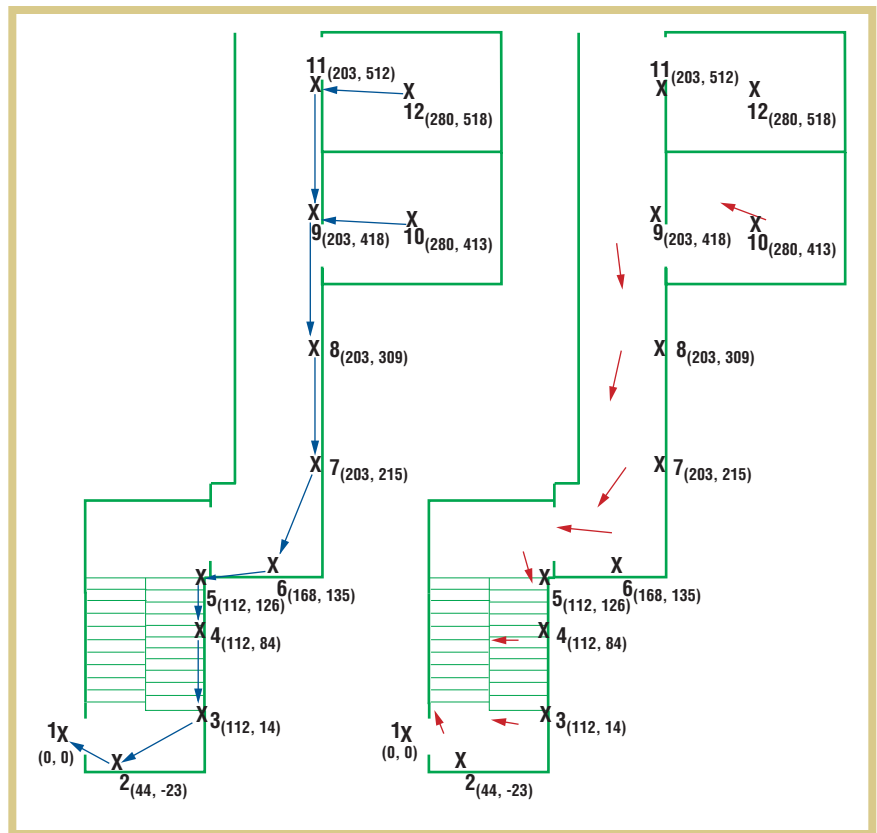 11(203, 512)
X
X
12(280, 518)
X
9(203, 418)
X
10(280, 413)
X 8(203, 309)
X 7(203, 215)
X
6(168, 135)
X
5(112, 126)
X 4(112, 84)
X 3(112, 14)
1X
(0, 0)
X
2(44, -23)
11(203, 512)
X
X
12(280, 518)
X
9(203, 418)
X
10(280, 413)
X 8(203, 309)
X 7(203, 215)
X
6(168, 135)
X
5(112, 126)
X 4(112, 84)
X 3(112, 14)
1X
(0, 0)
X
2(44, -23)